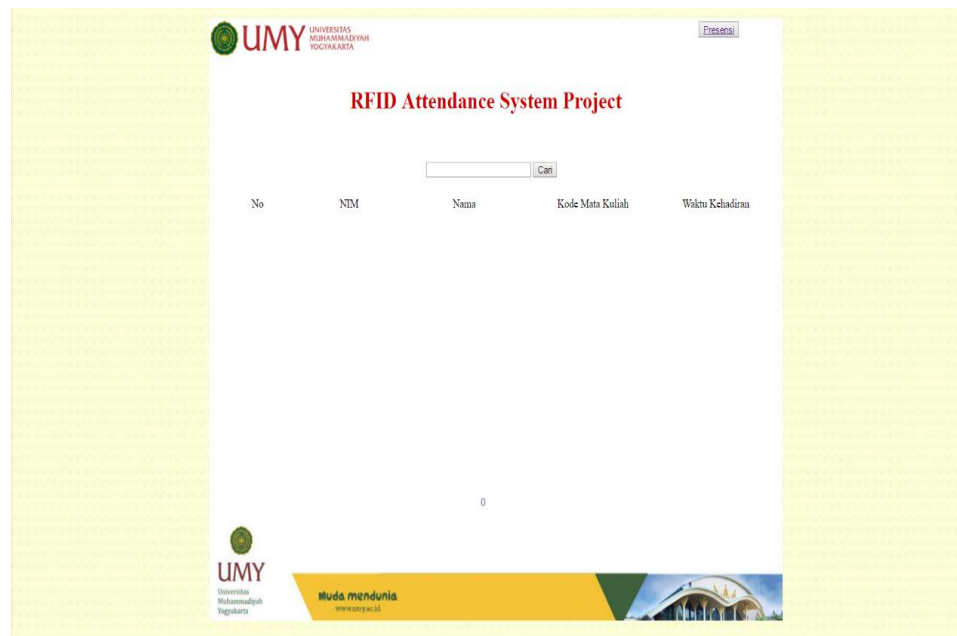 UMY UNIVERSITAS
MUHAMMADIYAH
YOGYAKARTA
Presensi
RFID Attendance System Project
Cari
No NIM Nama Kode Mata Kuliah Waktu Kehadiran
0
UMY
Universitas
Muhammadiyah
Yogyakarta
Muda mendunia
www.umy.ac.id